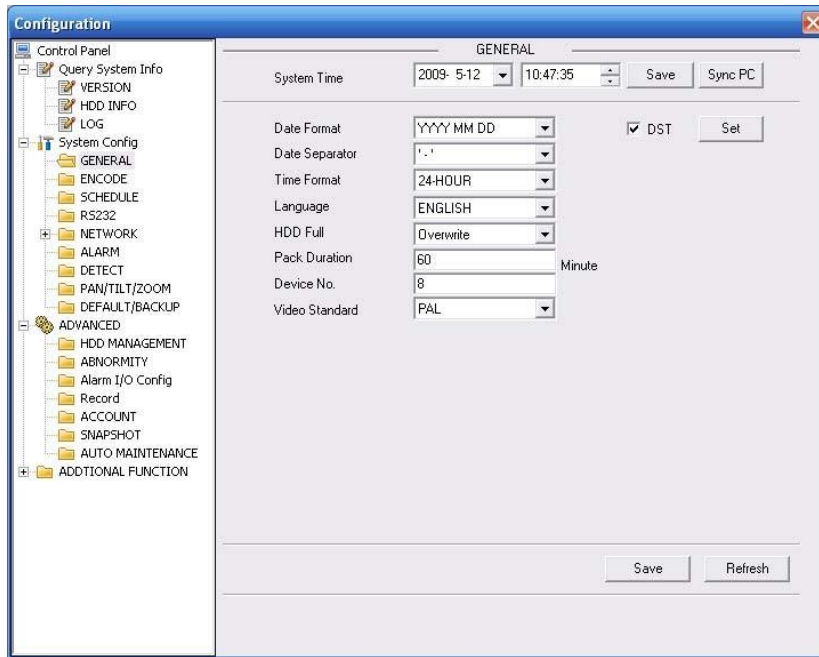 Configuration
Control Panel
Query System Info
VERSION
HDD INFO
LOG
System Config
GENERAL
ENCODE
SCHEDULE
RS232
NETWORK
ALARM
DETECT
PAN/TILT/ZOOM
DEFAULT/BACKUP
ADVANCED
HDD MANAGEMENT
ABNORMITY
Alarm I/O Config
Record
ACCOUNT
SNAPSHOT
AUTO MAINTENANCE
ADDTIONAL FUNCTION
GENERAL
System Time 2009- 5-12 10:47:35 Save Sync PC
Date Format YYYY MM DD DST Set
Date Separator '-'
Time Format 24-HOUR
Language ENGLISH
HDD Full Overwrite
Pack Duration 60 Minute
Device No. 8
Video Standard PAL
Save Refresh